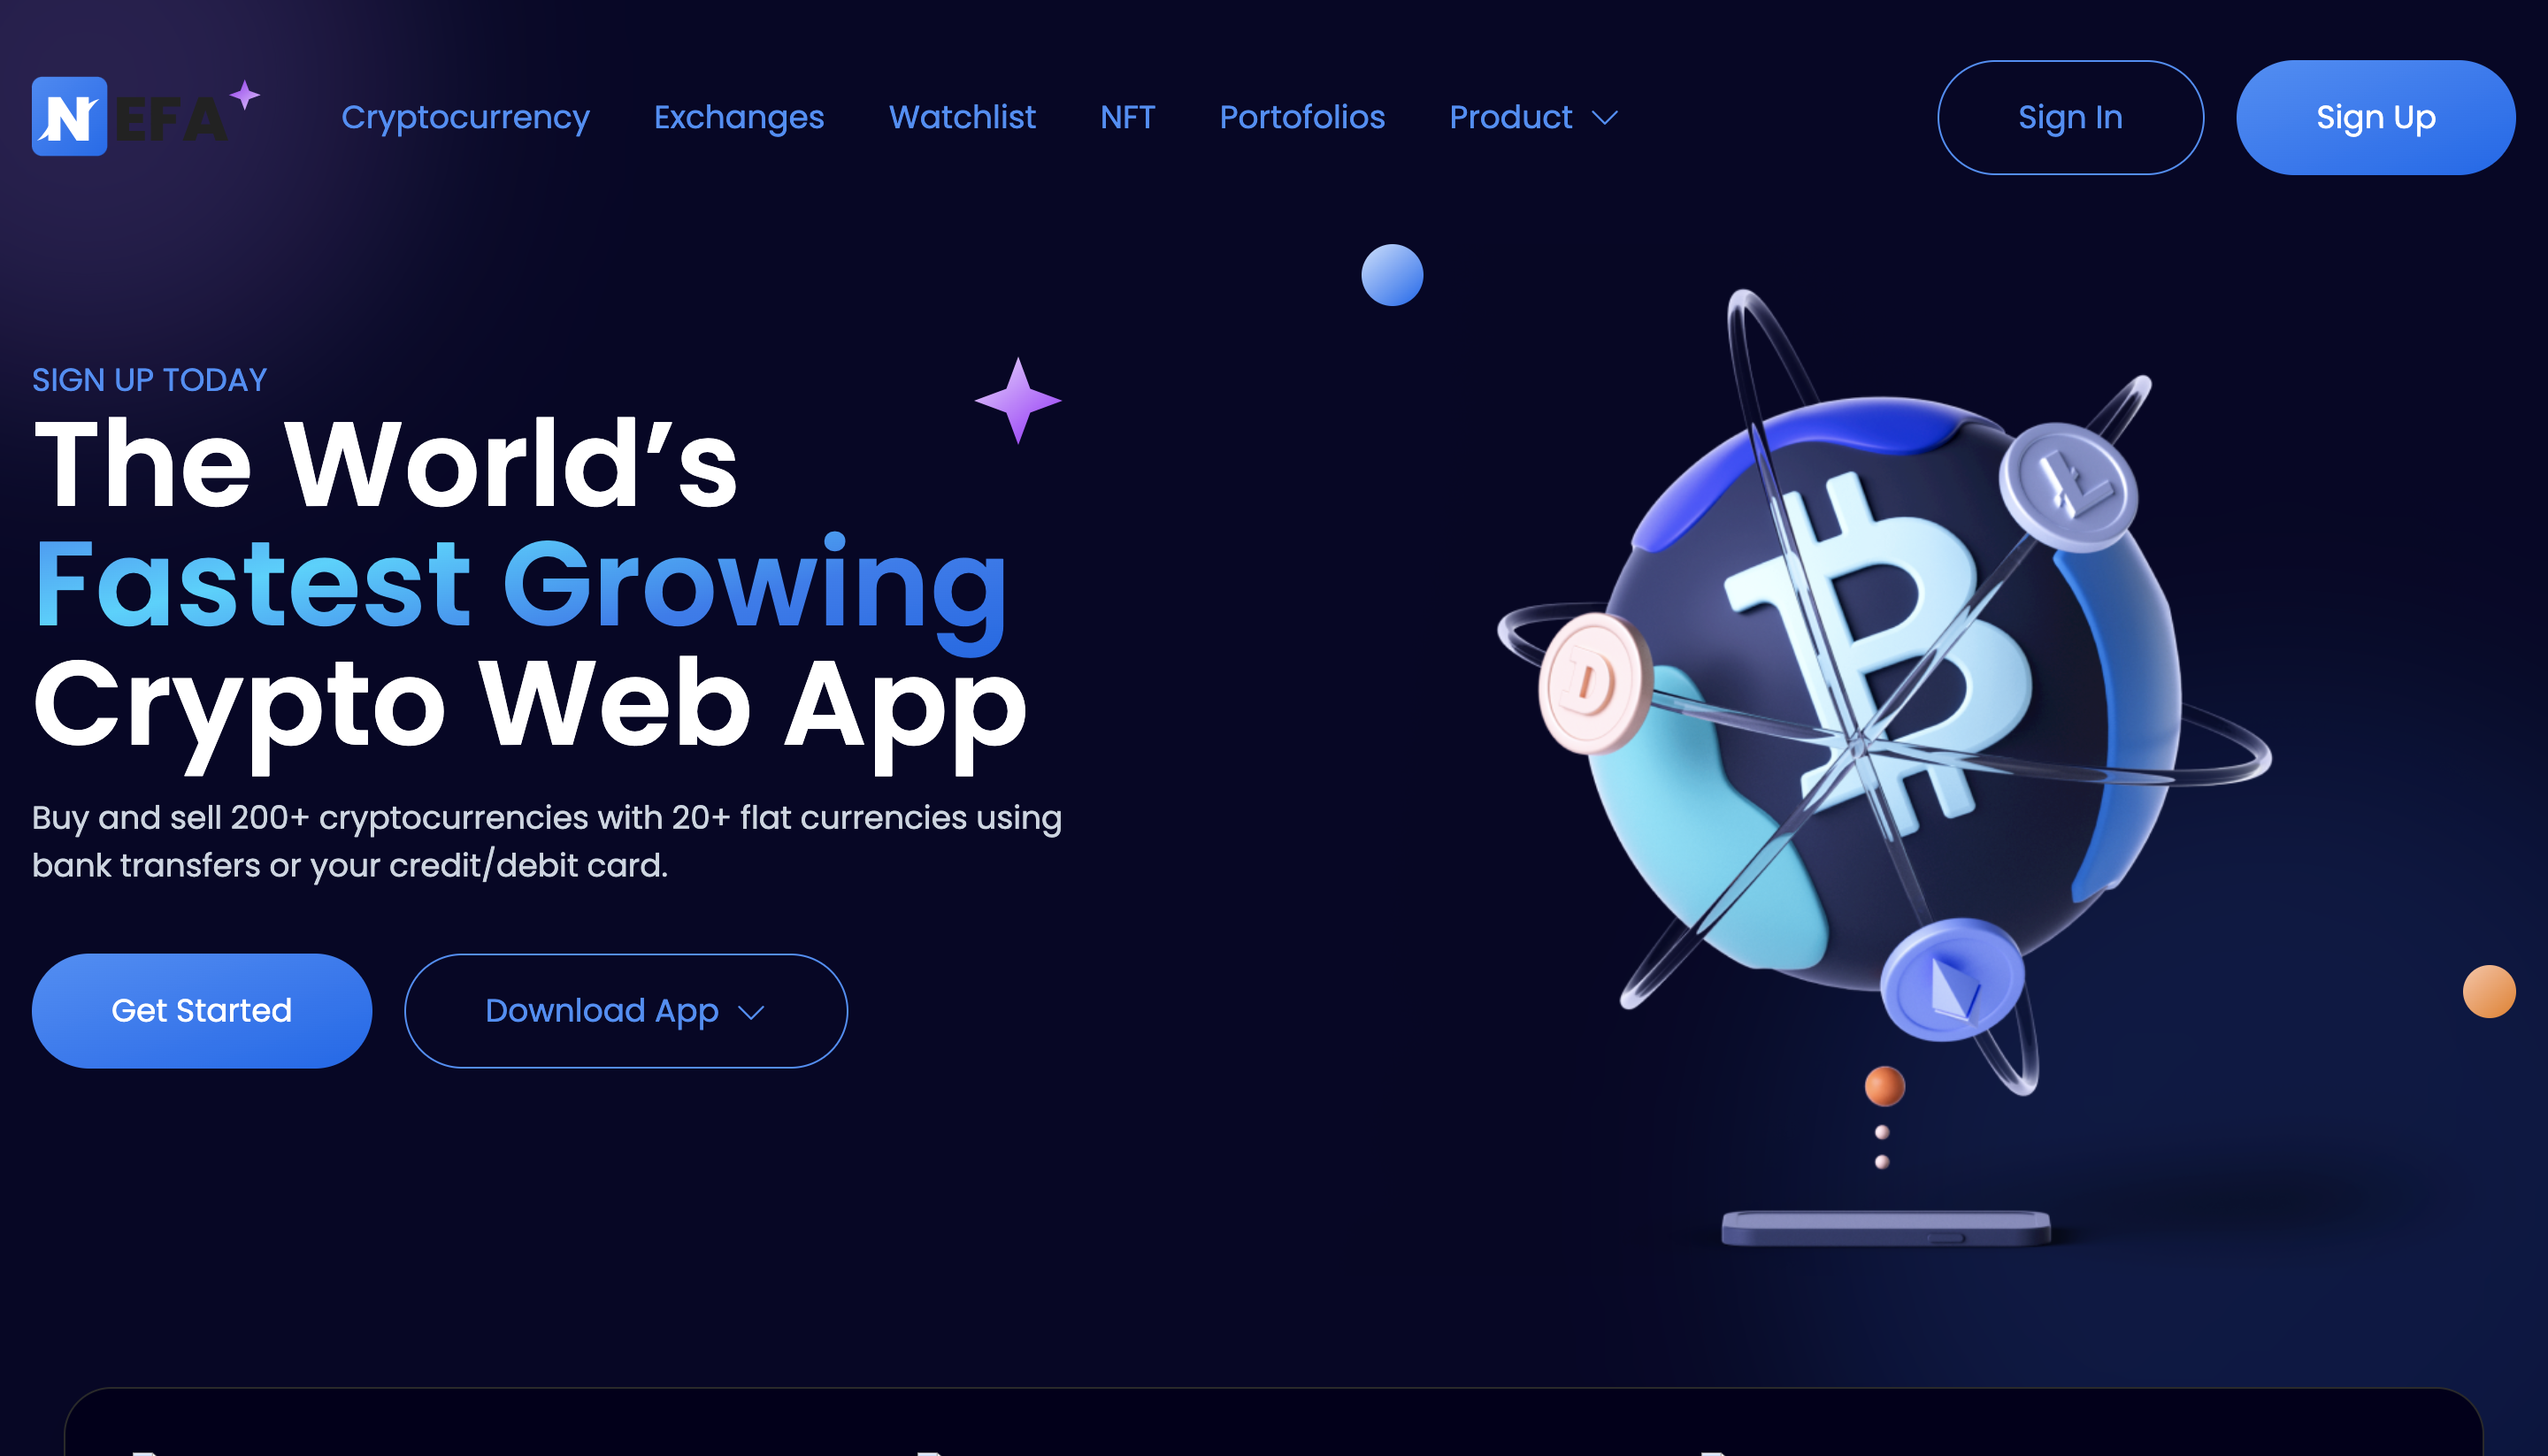 NEFA
Cryptocurrency
Exchanges
Watchlist
NFT
Portofolios
Product
Sign In
Sign Up
SIGN UP TODAY
The World’s
Fastest Growing
Crypto Web App
Buy and sell 200+ cryptocurrencies with 20+ flat currencies using
bank transfers or your credit/debit card.
Get Started
Download App